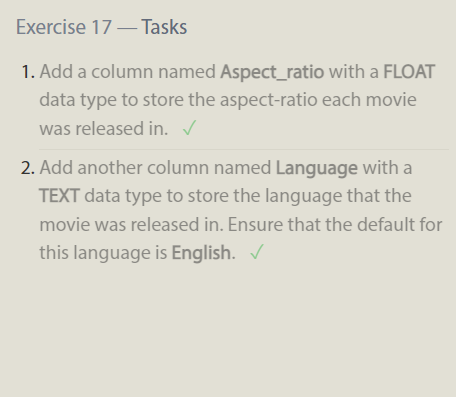 Exercise 17 — Tasks
1. Add a column named Aspect_ratio with a FLOAT
data type to store the aspect-ratio each movie
was released in. ✓
2. Add another column named Language with a
TEXT data type to store the language that the
movie was released in. Ensure that the default for
this language is English. ✓